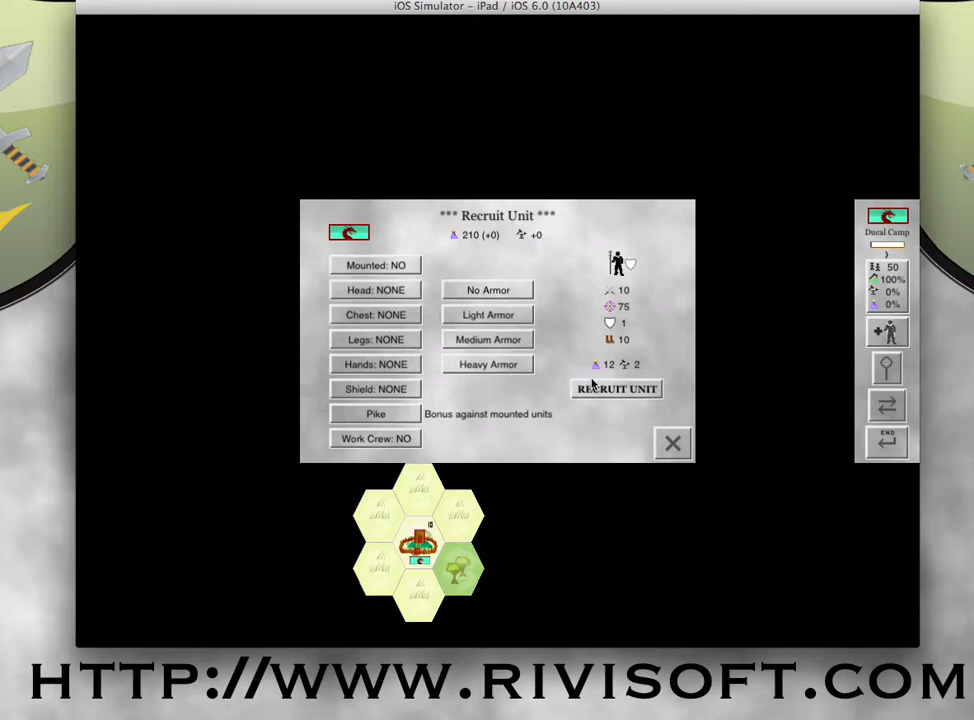 iOS Simulator - iPad / iOS 6.0 (10A403)
*** Recruit Unit ***
210 (+0) +0
Mounted: NO
Head: NONE No Armor 10
Chest: NONE Light Armor 75
1
Legs: NONE Medium Armor 10
Hands: NONE Heavy Armor 12 2
Shield: NONE RECRUIT UNIT
Pike Bonus against mounted units
Work Crew: NO
Ducal Camp
50
100%
0%
0%
END
10
HTTP://WWW.RIVISOFT.COM